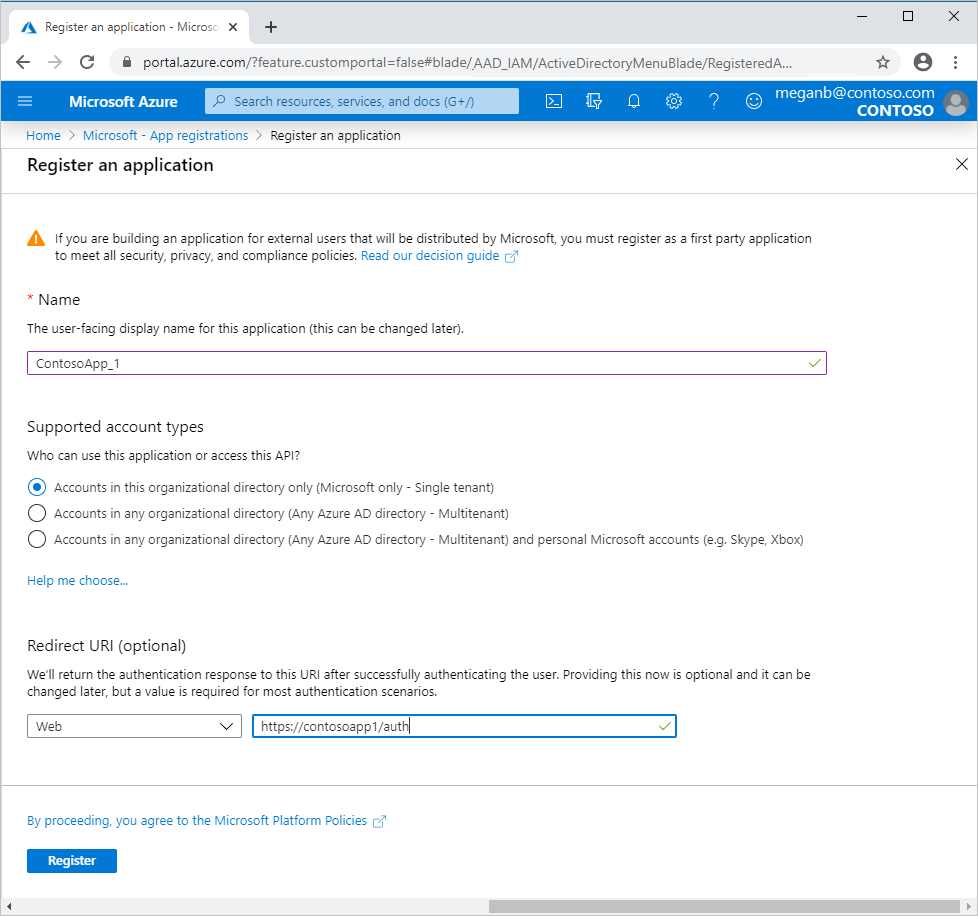 Register an application - Microso
portal.azure.com/?feature.customportal=false#blade/_AAD_IAM/ActiveDirectoryMenuBlade/RegisteredA...
Microsoft Azure
Search resources, services, and docs (G+/)
meganb@contoso.com
CONTOSO
Home > Microsoft - App registrations > Register an application
Register an application
If you are building an application for external users that will be distributed by Microsoft, you must register as a first party application
to meet all security, privacy, and compliance policies. Read our decision guide
* Name
The user-facing display name for this application (this can be changed later).
ContosoApp_1
Supported account types
Who can use this application or access this API?
Accounts in this organizational directory only (Microsoft only - Single tenant)
Accounts in any organizational directory (Any Azure AD directory - Multitenant)
Accounts in any organizational directory (Any Azure AD directory - Multitenant) and personal Microsoft accounts (e.g. Skype, Xbox)
Help me choose...
Redirect URI (optional)
We'll return the authentication response to this URI after successfully authenticating the user. Providing this now is optional and it can be
changed later, but a value is required for most authentication scenarios.
Web
https://contosoapp1/auth
By proceeding, you agree to the Microsoft Platform Policies
Register